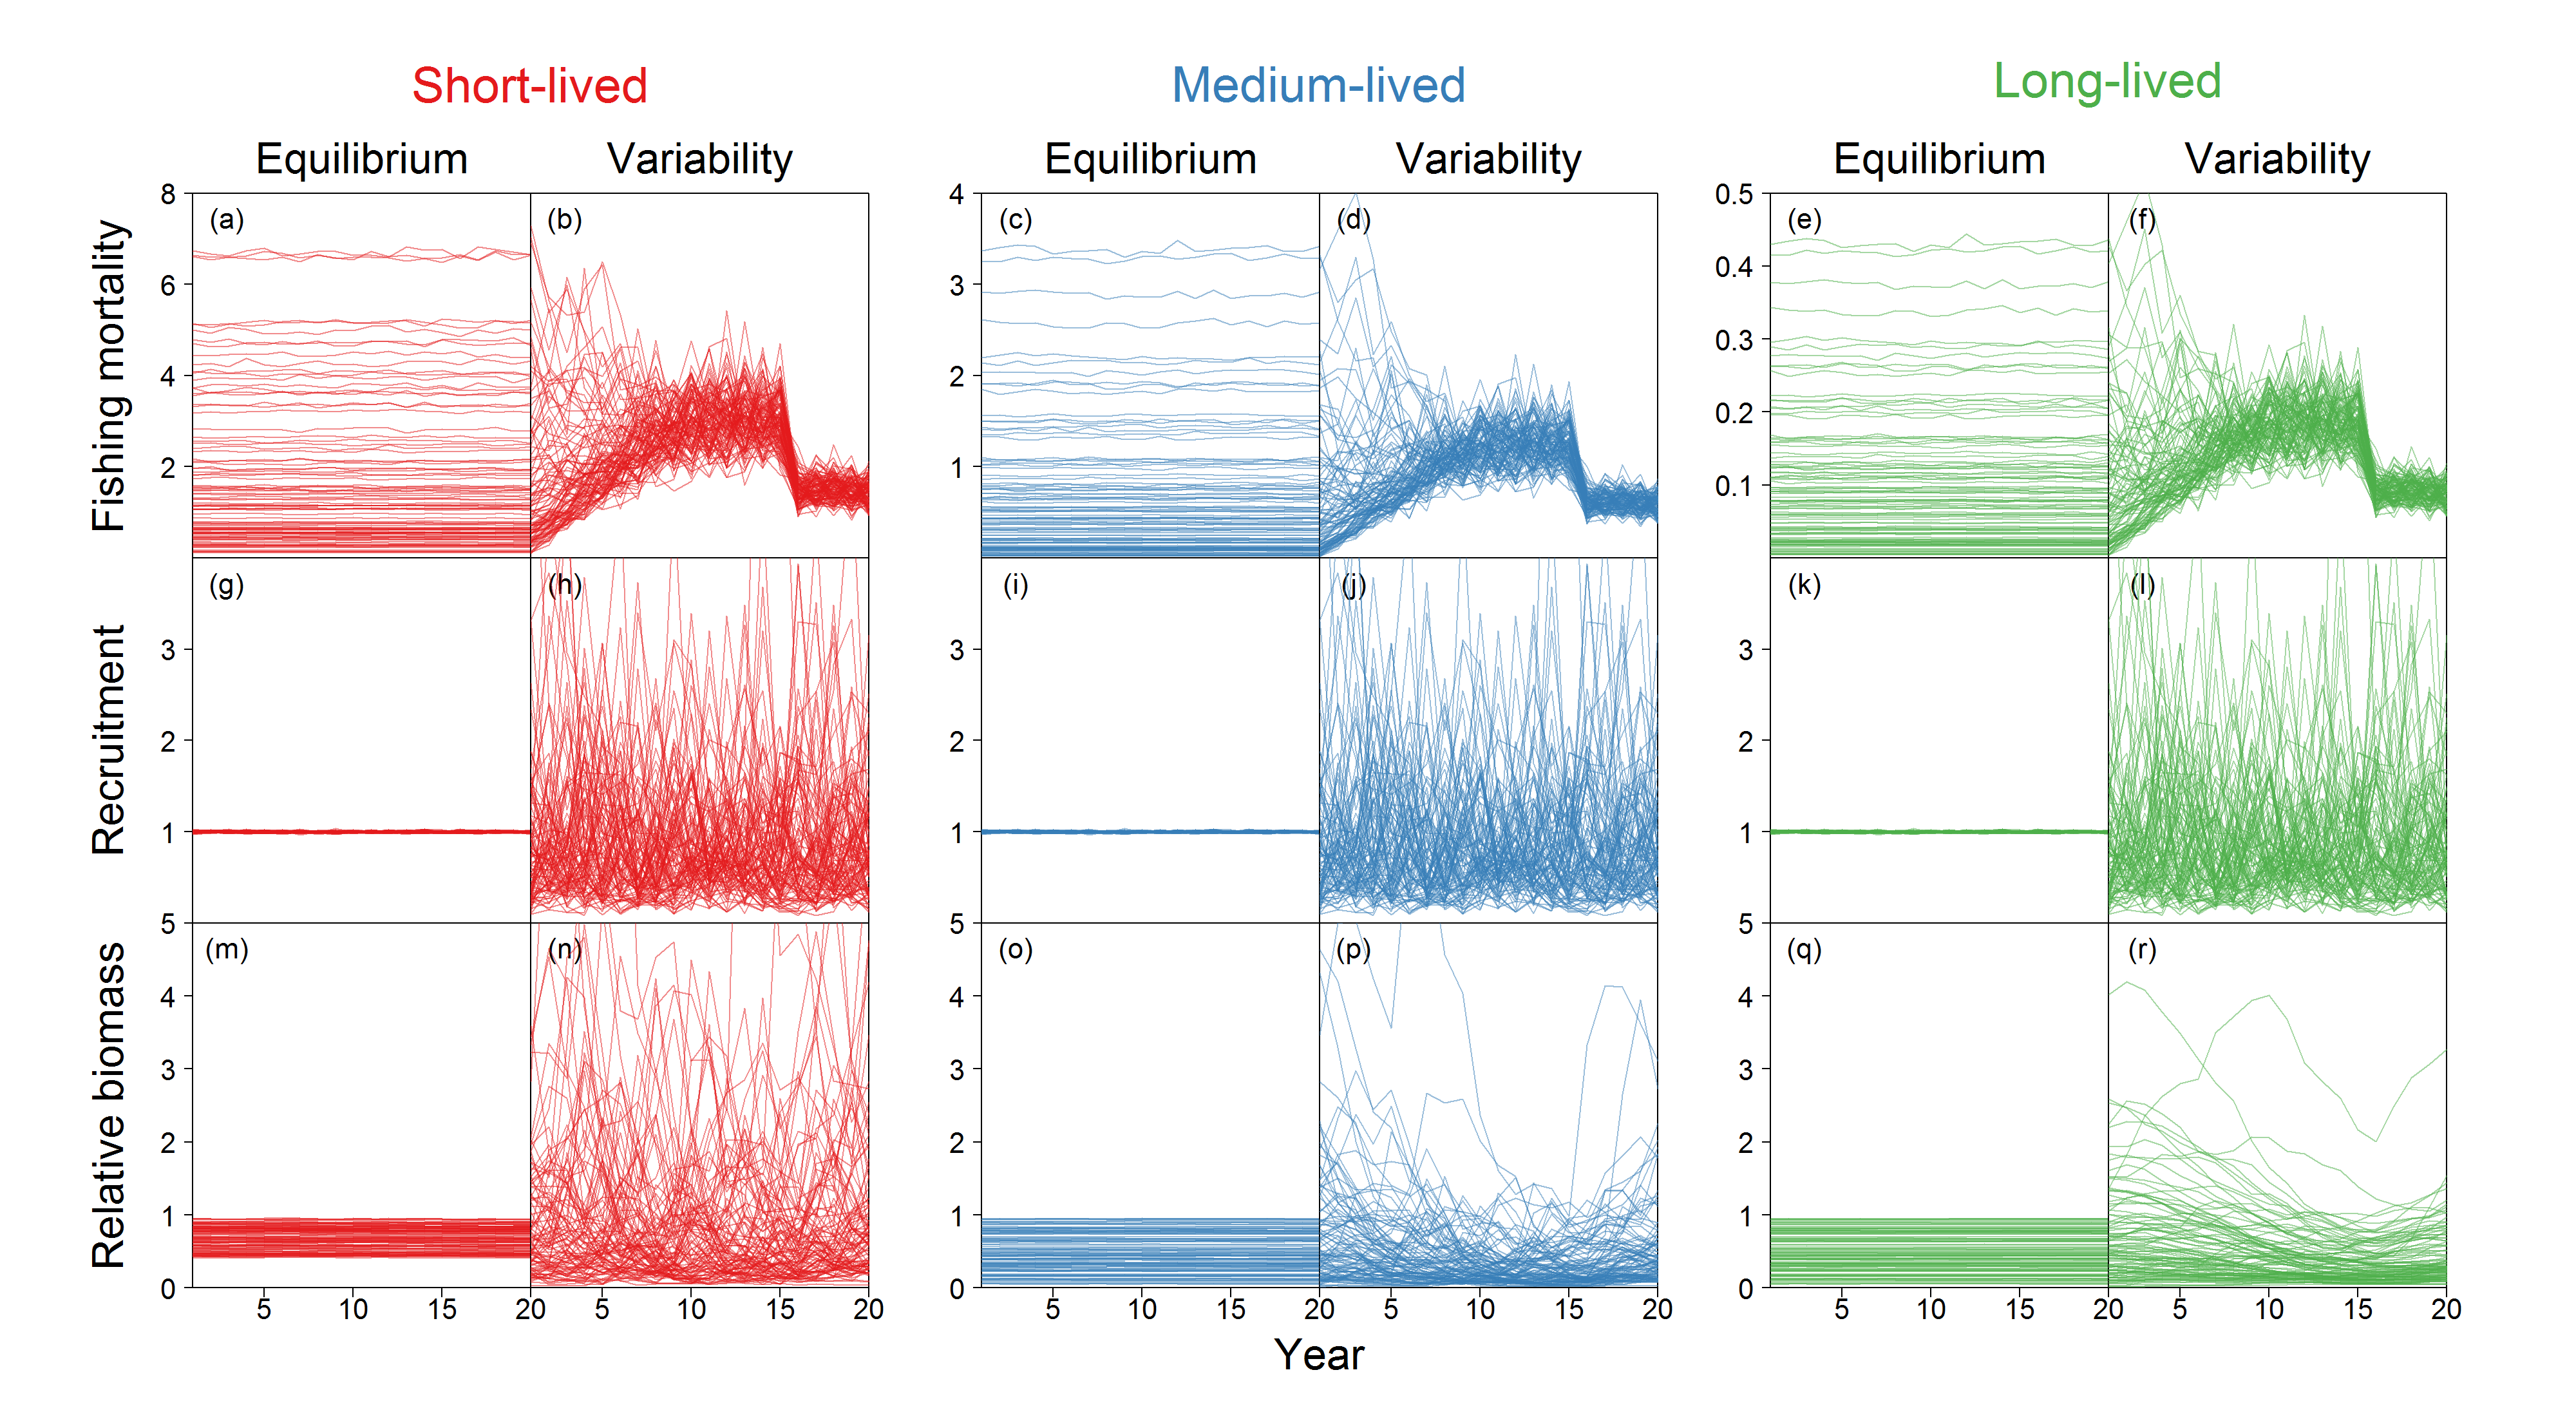 Short-lived Medium-lived Long-lived
Equilibrium Variability Equilibrium Variability Equilibrium Variability
Fishing mortality
8 6 4 2
(a) (b)
4 3 2 1
(c) (d)
0.5 0.4 0.3 0.2 0.1
(e) (f)
Recruitment
3 2 1
(g) (h)
3 2 1
(i) (j)
3 2 1
(k) (l)
Relative biomass
5 4 3 2 1 0
(m) (n)
5 4 3 2 1 0
(o) (p)
5 4 3 2 1 0
(q) (r)
5 10 15 20 5 10 15 20 5 10 15 20 5 10 15 20 5 10 15 20 5 10 15 20
Year